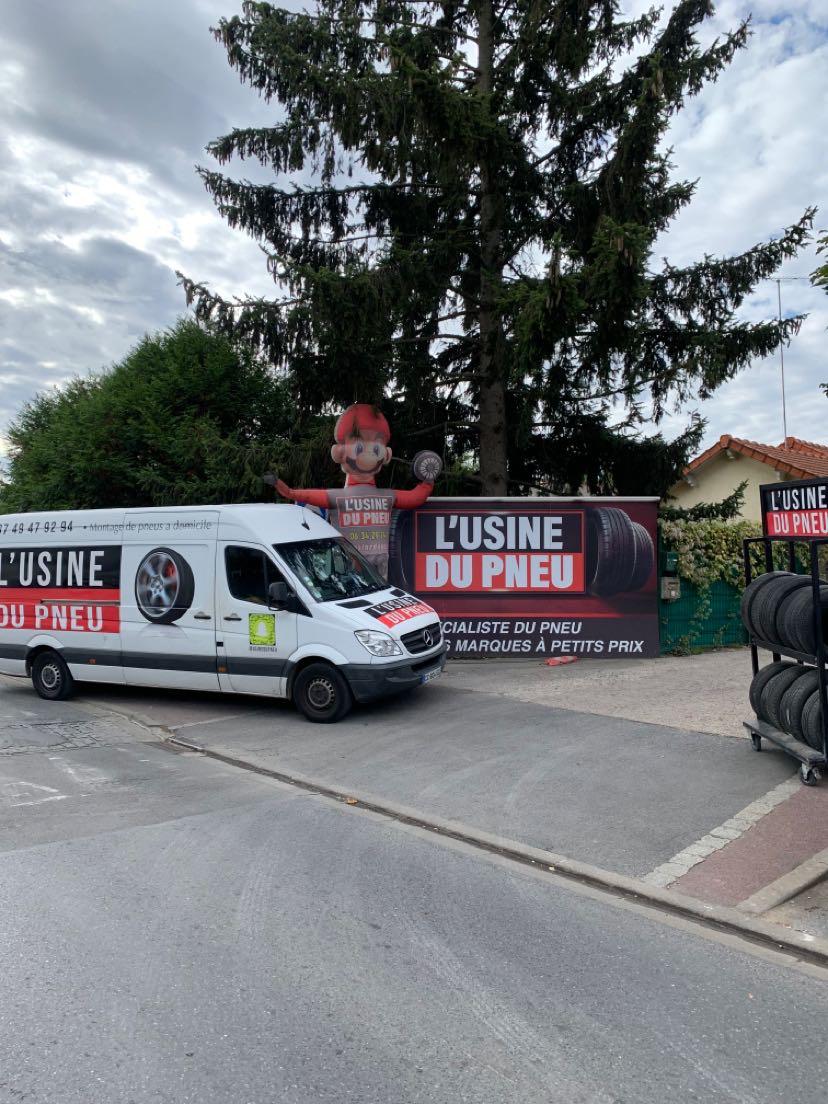 67 49 47 92 94 • Montage de pneus a domicile
L'USINE
DU PNEU
L'USINE
DU PNEU
L'USINE
DU PNEU
L'USINE
DU PNEU
CIALISTE DU PNEU
S MARQUES À PETITS PRIX
L'USINE
DU PNEU